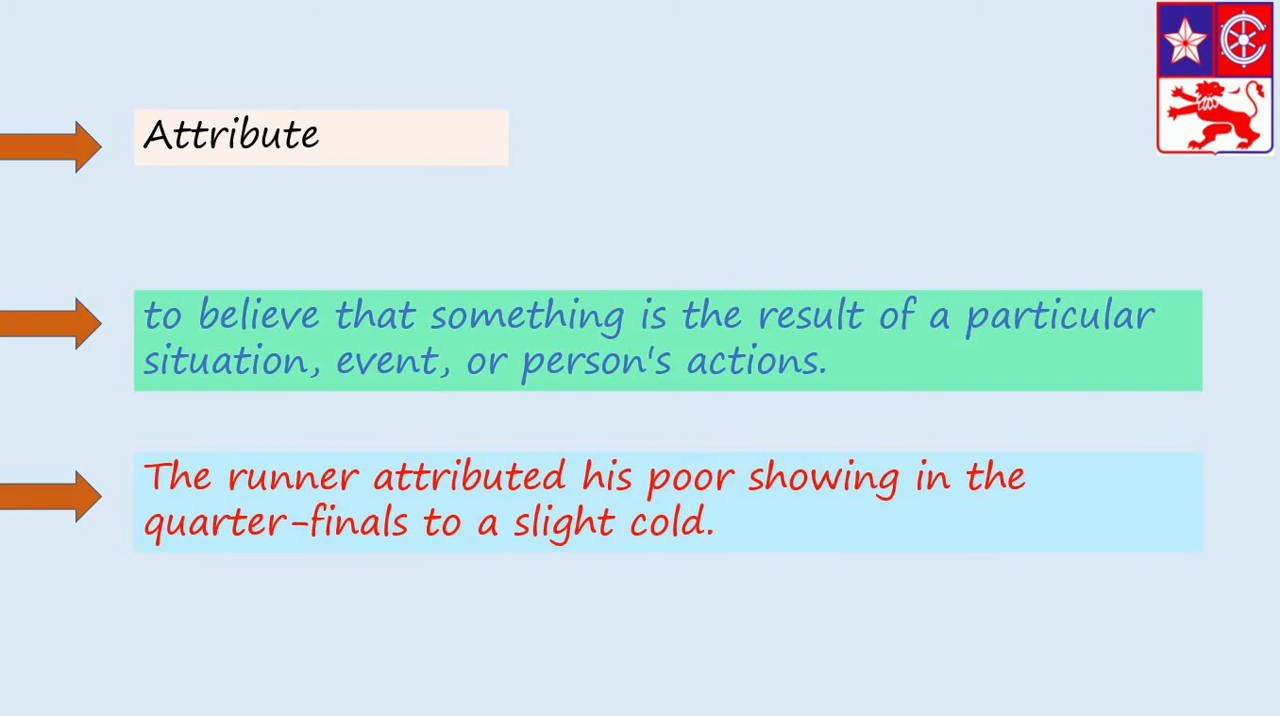 Attribute
to believe that something is the result of a particular
situation, event, or person's actions.
The runner attributed his poor showing in the
quarter-finals to a slight cold.